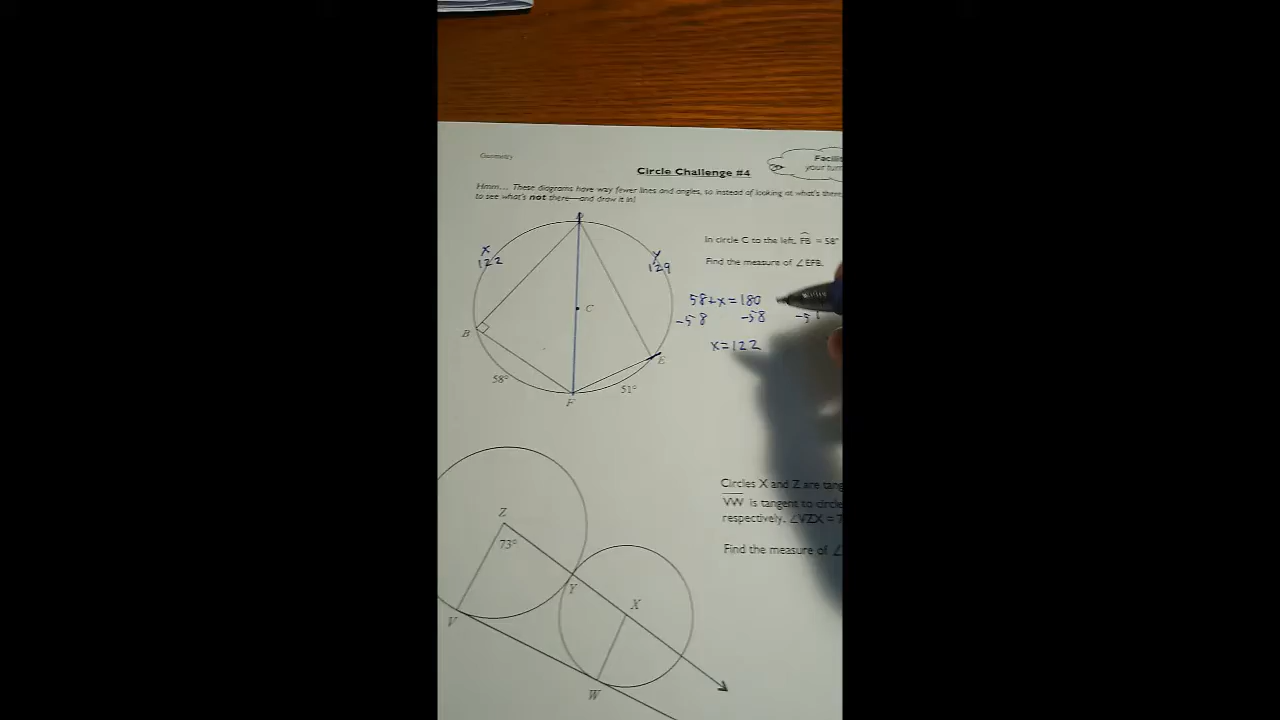 Geometry
Circle Challenge #4
Facili
your turn
Hmm… These diagrams have way fewer lines and angles, so instead of looking at what's there
to see what's not there—and draw it in!
In circle C to the left, FB = 58°
Find the measure of ∠EFB.
X
122
Y
129
58+x=180
-58 -58
x=122
C
B
E
F
58°
51°
Circles X and Z are tang
VW is tangent to circle
respectively. ∠VZX = 7
Find the measure of ∠
Z
73°
Y
X
V
W